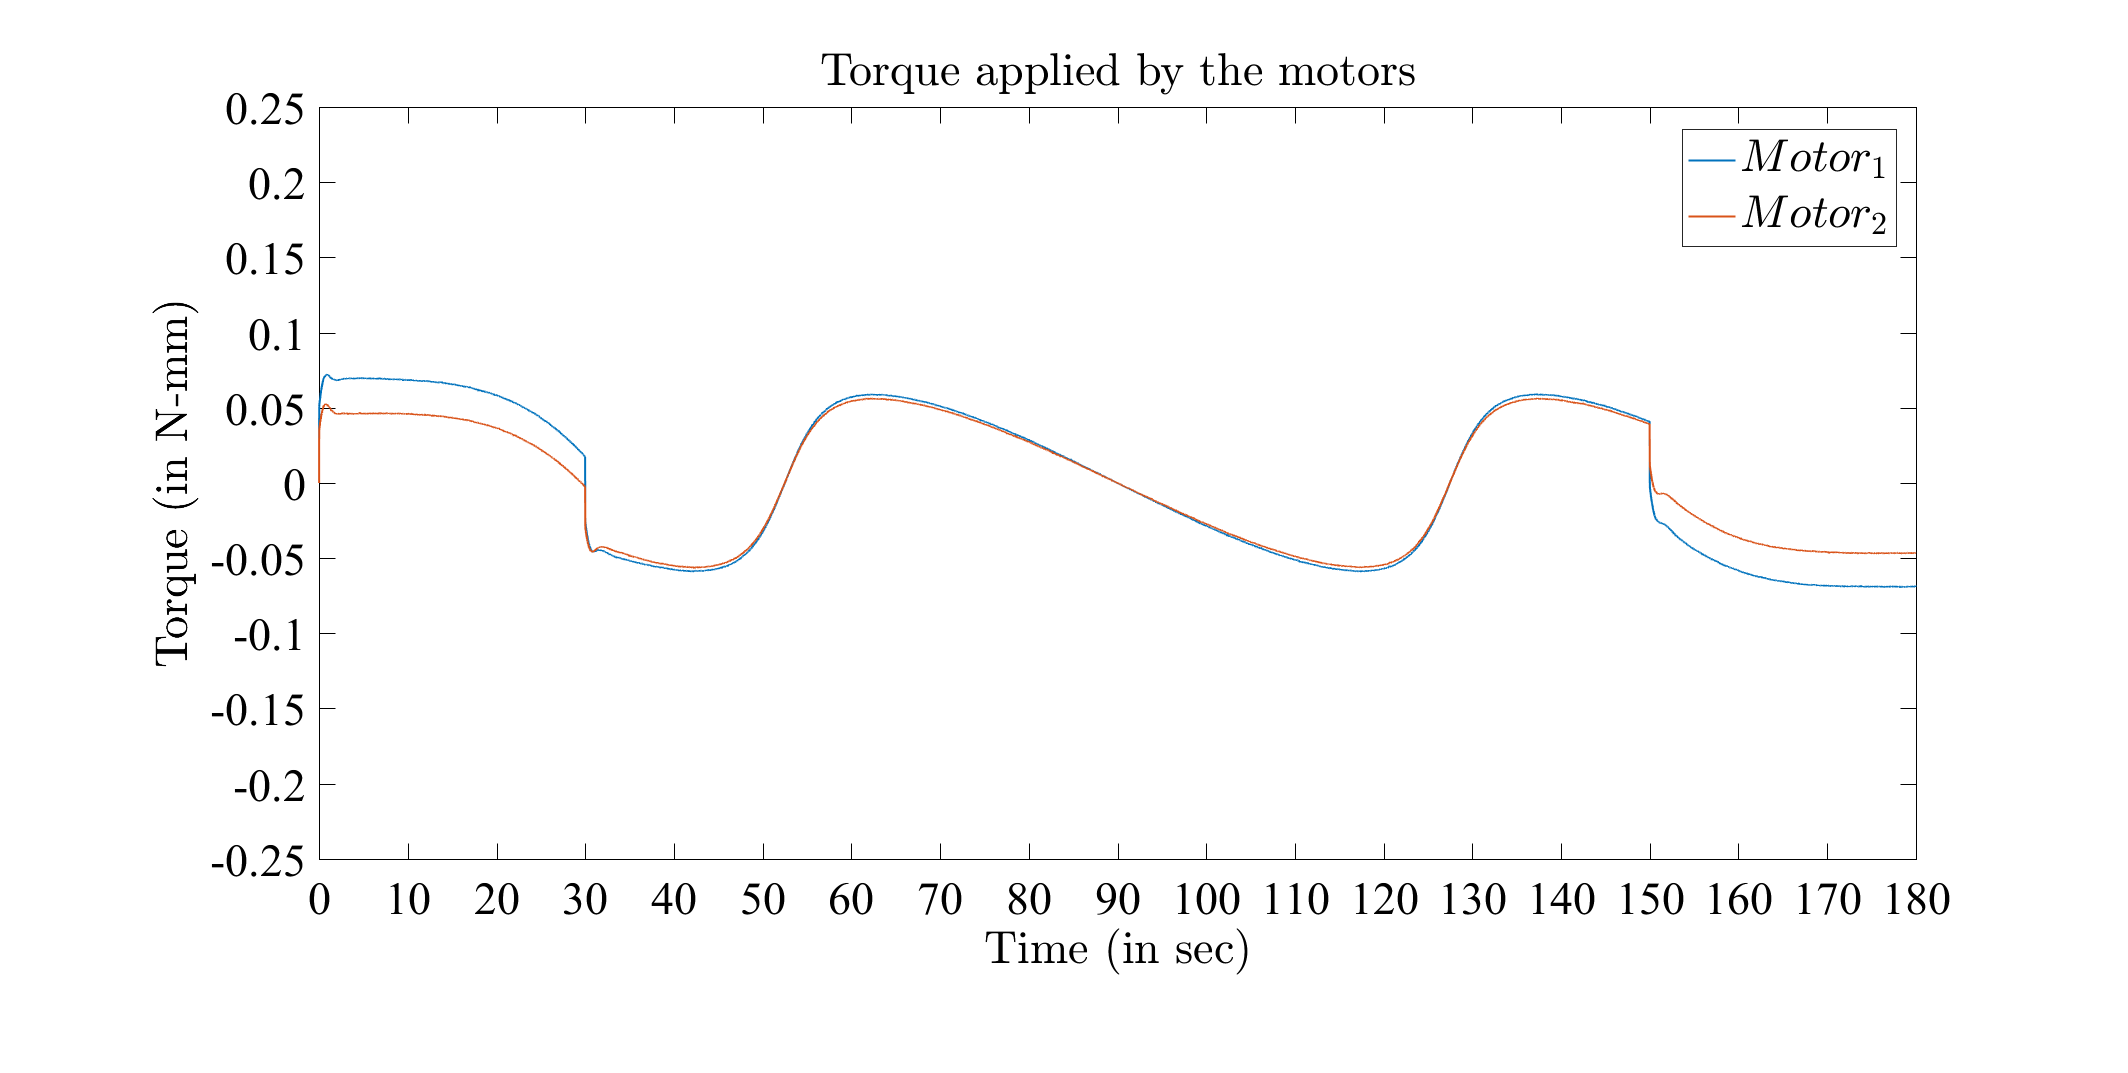 Torque applied by the motors
0.25
0.2
0.15
0.1
0.05
0
-0.05
-0.1
-0.15
-0.2
-0.25
Torque (in N-mm)
Motor1
Motor2
0 10 20 30 40 50 60 70 80 90 100 110 120 130 140 150 160 170 180
Time (in sec)